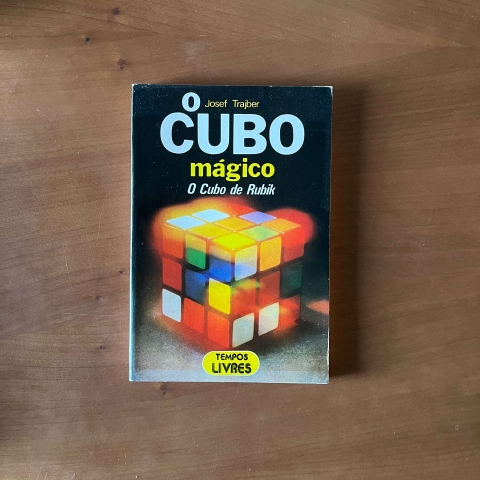 O Josef Trajber
CUBO
mágico
O Cubo de Rubik
TEMPOS
LIVRES